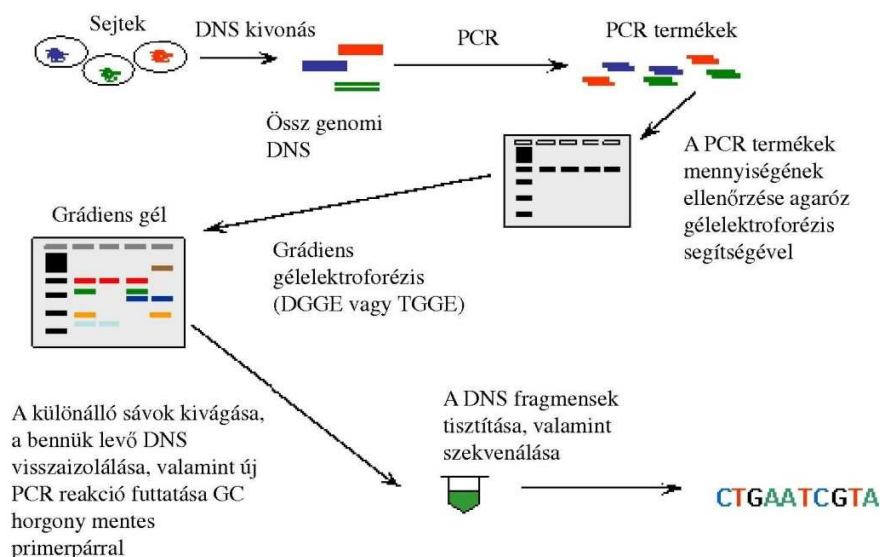 Sejtek
DNS kivonás
PCR
PCR termékek
Össz genomi
DNS
A PCR termékek
mennyiségének
ellenőrzése agaróz
gélelektroforézis
segítségével
Grádiens gél
Grádiens
gélelektroforézis
(DGGE vagy TGGE)
A különálló sávok kivágása,
a bennük levő DNS
visszaizolálása, valamint új
PCR reakció futtatása GC
horgony mentes
primerpárral
A DNS fragmensek
tisztítása, valamint
szekvenálása
CTGAATCGTA